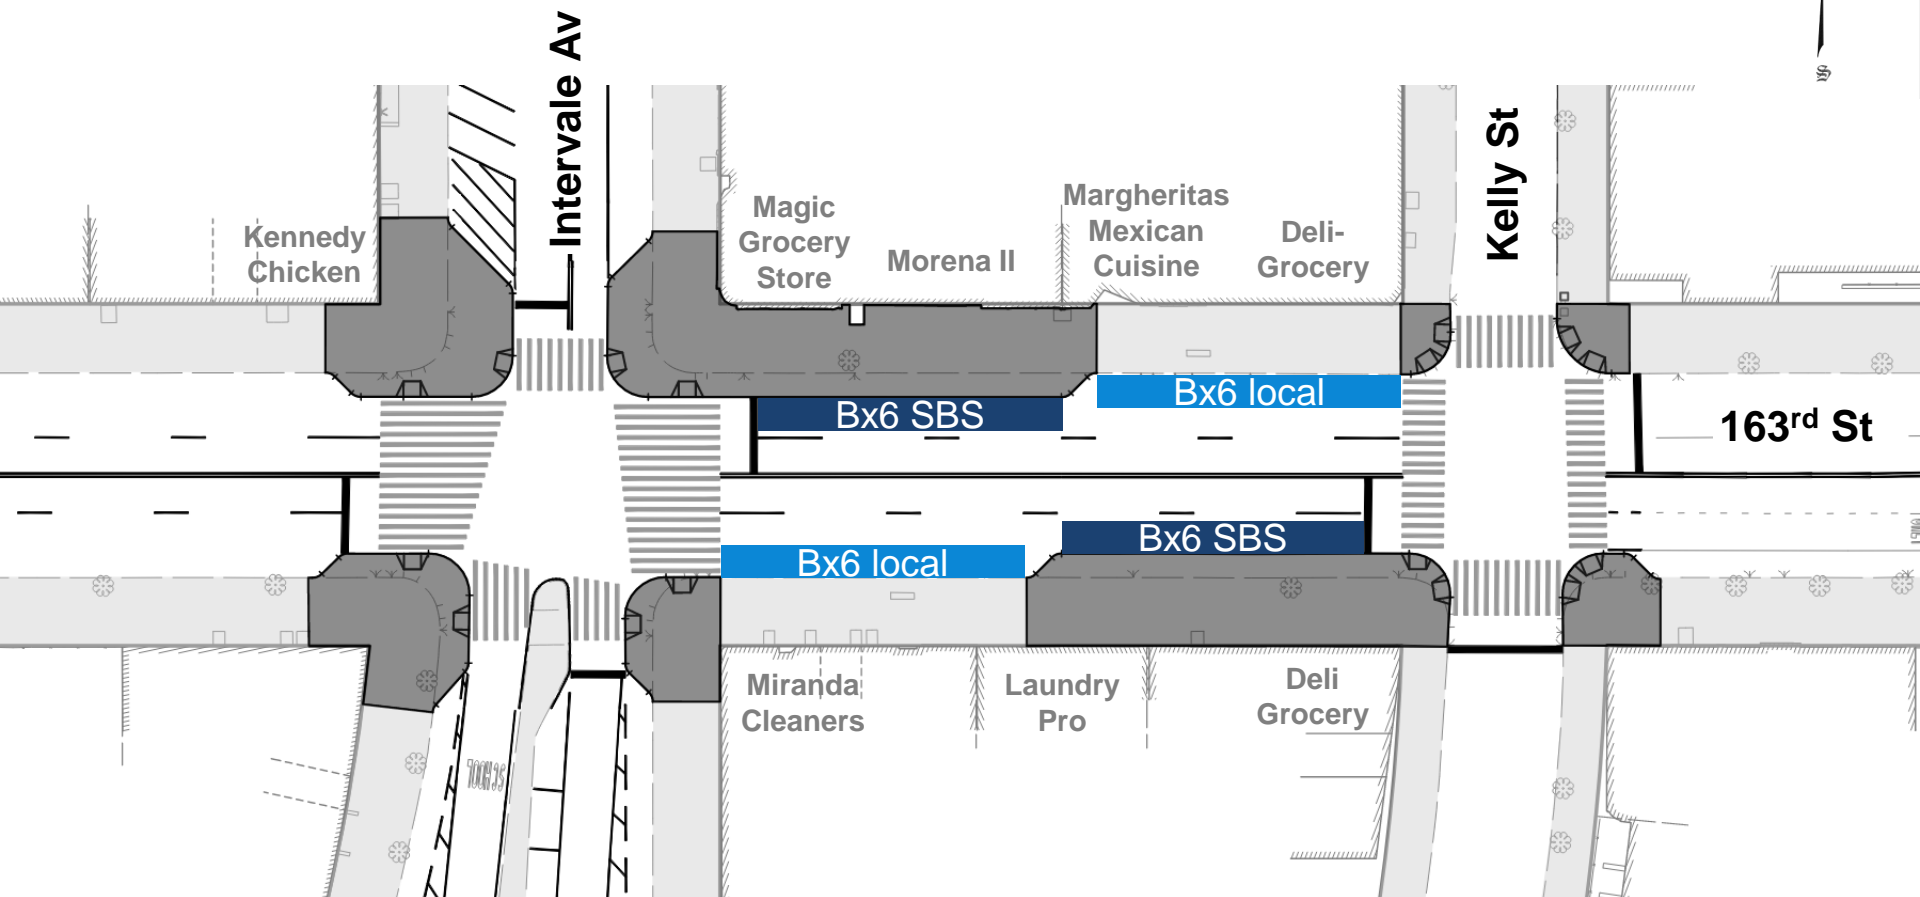 Intervale Av
Kelly St
Kennedy
Chicken
Magic
Grocery
Store
Morena II
Margheritas
Mexican
Cuisine
Deli-
Grocery
Bx6 local
Bx6 SBS
163rd St
Bx6 SBS
Bx6 local
Miranda
Cleaners
Laundry
Pro
Deli
Grocery
SCHOOL